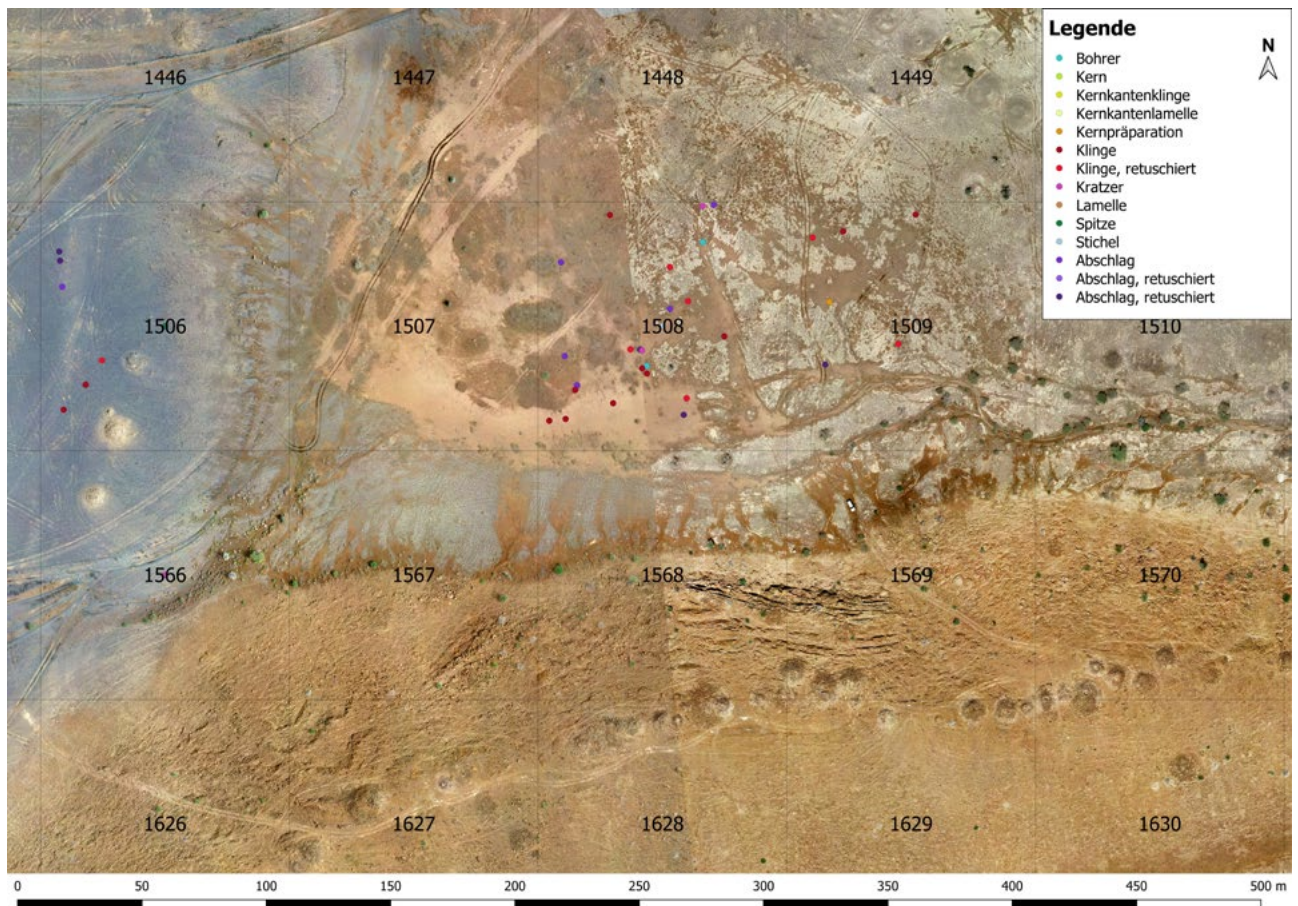 Legende
N
Bohrer
Kern
Kernkantenklinge
Kernkantenlamelle
Kernpräparation
Klinge
Klinge, retuschiert
Kratzer
Lamelle
Spitze
Stichel
Abschlag
Abschlag, retuschiert
Abschlag, retuschiert
1446 1447 1448 1449
1506 1507 1508 1509 1510
1566 1567 1568 1569 1570
1626 1627 1628 1629 1630
0 50 100 150 200 250 300 350 400 450 500 m